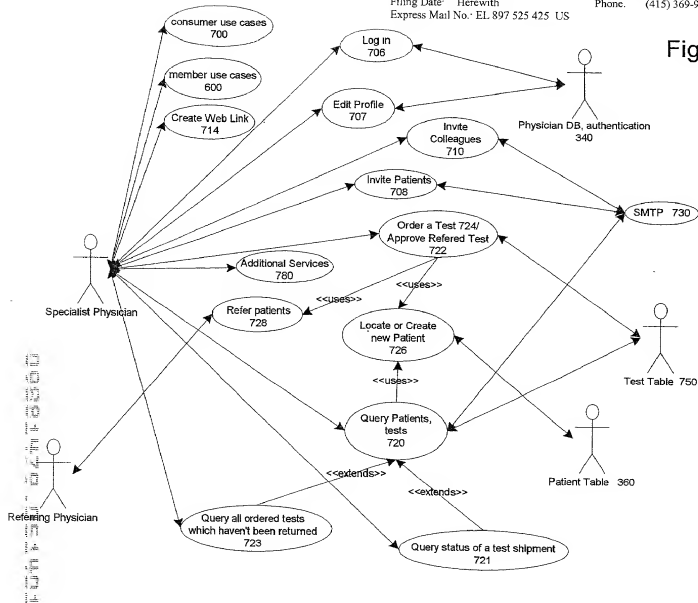 Filing Date· Herewith
Phone. (415) 369-9
Express Mail No.· EL 897 525 425 US
Fig
consumer use cases
700
member use cases
600
Create Web Link
714
Log in
706
Edit Profile
707
Invite
Colleagues
710
Invite Patients
708
Physician DB, authentication
340
SMTP 730
Order a Test 724/
Approve Refered Test
722
Additional Services
780
Specialist Physician
<<uses>>
<<uses>>
Refer patients
728
Locate or Create
new Patient
726
<<uses>>
Test Table 750
Query Patients,
tests
720
Patient Table 360
<<extends>>
<<extends>>
Referring Physician
Query all ordered tests
which haven't been returned
723
Query status of a test shipment
721